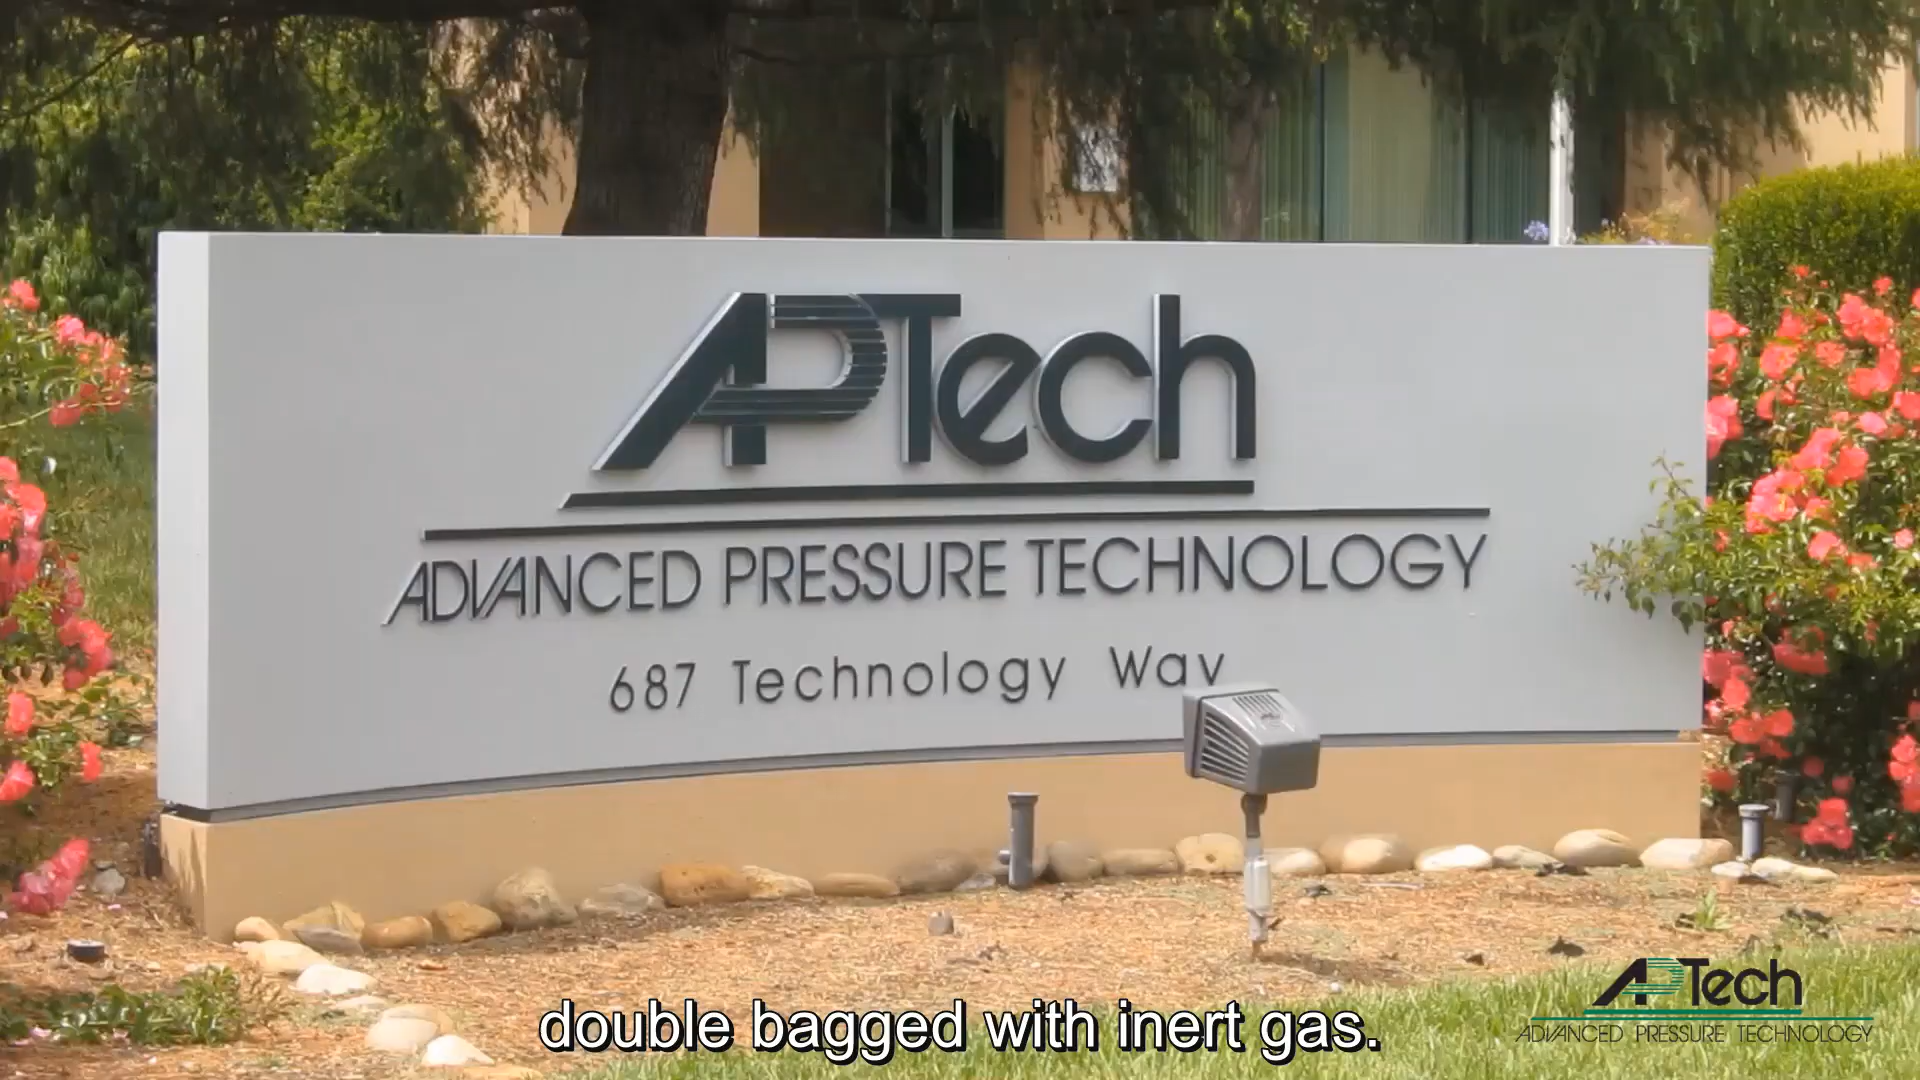 APTech
ADVANCED PRESSURE TECHNOLOGY
687 Technology Way
double bagged with inert gas.
APTech
ADVANCED PRESSURE TECHNOLOGY